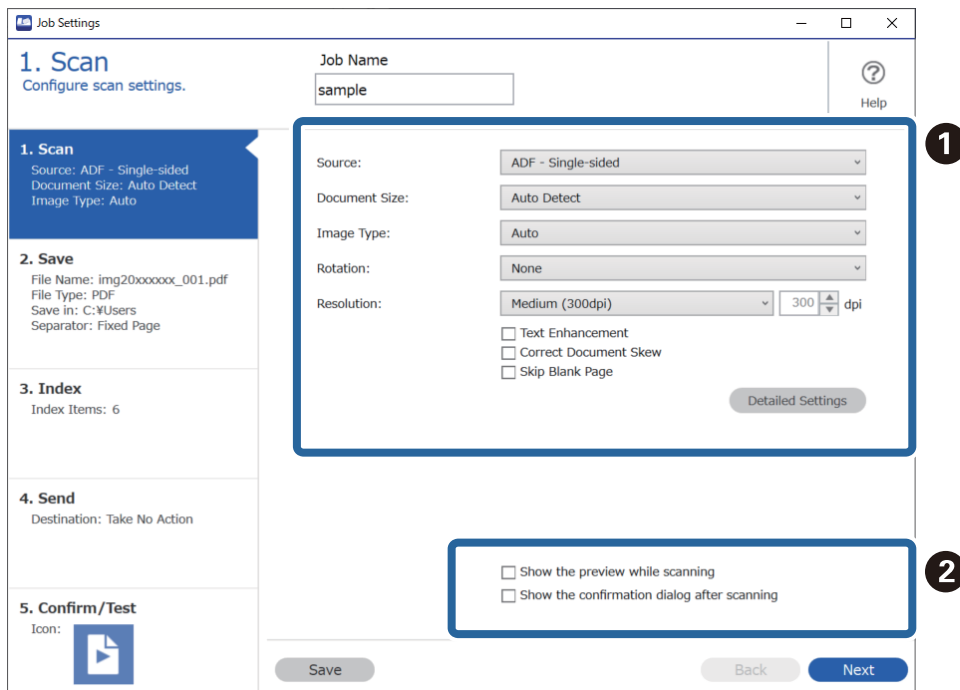 Job Settings
1. Scan
Configure scan settings.
Job Name
sample
Help
1. Scan
Source: ADF - Single-sided
Document Size: Auto Detect
Image Type: Auto
2. Save
File Name: img20xxxxxx_001.pdf
File Type: PDF
Save in: C:¥Users
Separator: Fixed Page
3. Index
Index Items: 6
4. Send
Destination: Take No Action
5. Confirm/Test
Icon:
1
Source: ADF - Single-sided
Document Size: Auto Detect
Image Type: Auto
Rotation: None
Resolution: Medium (300dpi) 300 dpi
Text Enhancement
Correct Document Skew
Skip Blank Page
Detailed Settings
2
Show the preview while scanning
Show the confirmation dialog after scanning
Save Back Next